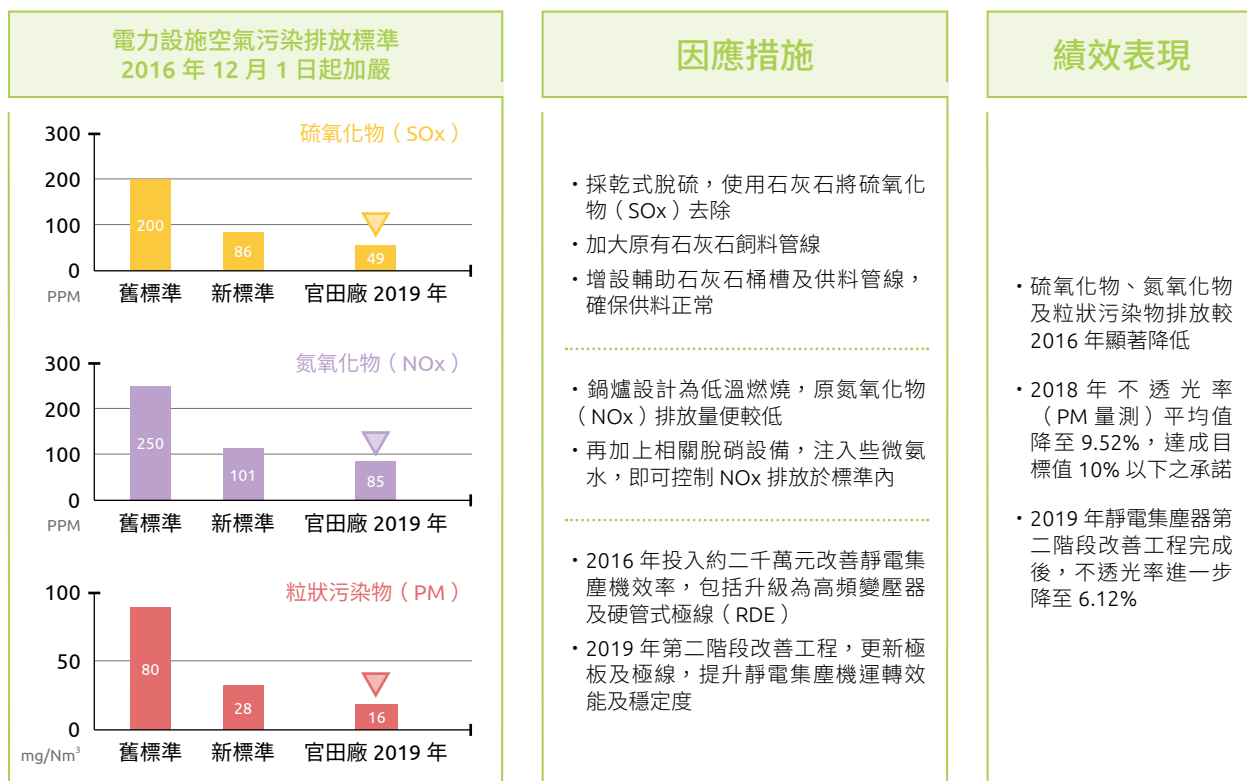 電力設施空氣污染排放標準
2016 年 12 月 1 日起加嚴
硫氧化物（SOx）
300
200
100
0
PPM
200
86
49
舊標準
新標準
官田廠 2019 年
氮氧化物（NOx）
300
200
100
0
PPM
250
101
85
舊標準
新標準
官田廠 2019 年
粒狀污染物（PM）
100
50
0
mg/Nm³
80
28
16
舊標準
新標準
官田廠 2019 年
因應措施
・採乾式脫硫，使用石灰石將硫氧化
物（SOx）去除
・加大原有石灰石飼料管線
・增設輔助石灰石桶槽及供料管線，
確保供料正常
・鍋爐設計為低溫燃燒，原氮氧化物
（NOx）排放量便較低
・再加上相關脫硝設備，注入些微氨
水，即可控制 NOx 排放於標準內
・2016 年投入約二千萬元改善靜電集
塵機效率，包括升級為高頻變壓器
及硬管式極線（RDE）
・2019 年第二階段改善工程，更新極
板及極線，提升靜電集塵機運轉效
能及穩定度
績效表現
・硫氧化物、氮氧化物
及粒狀污染物排放較
2016 年顯著降低
・2018 年不透光率
（PM 量測）平均值
降至 9.52%，達成目
標值 10% 以下之承諾
・2019 年靜電集塵器第
二階段改善工程完成
後，不透光率進一步
降至 6.12%